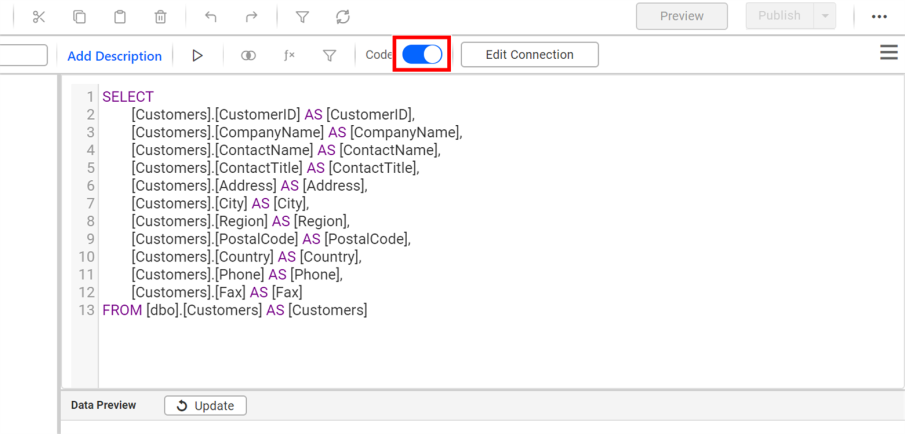 Preview Publish
Add Description f× Code Edit Connection
1 SELECT
2 [Customers].[CustomerID] AS [CustomerID],
3 [Customers].[CompanyName] AS [CompanyName],
4 [Customers].[ContactName] AS [ContactName],
5 [Customers].[ContactTitle] AS [ContactTitle],
6 [Customers].[Address] AS [Address],
7 [Customers].[City] AS [City],
8 [Customers].[Region] AS [Region],
9 [Customers].[PostalCode] AS [PostalCode],
10 [Customers].[Country] AS [Country],
11 [Customers].[Phone] AS [Phone],
12 [Customers].[Fax] AS [Fax]
13 FROM [dbo].[Customers] AS [Customers]
Data Preview Update